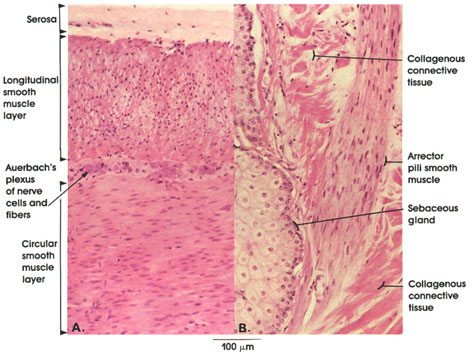 Serosa
Longitudinal
smooth
muscle
layer
Auerbach's
plexus
of nerve
cells and
fibers
Circular
smooth
muscle
layer
A.
B.
Collagenous
connective
tissue
Arrector
pili smooth
muscle
Sebaceous
gland
Collagenous
connective
tissue
100 µm